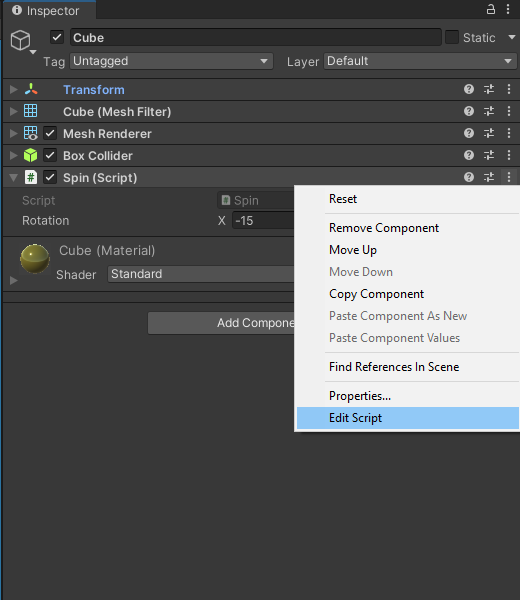 Inspector
Cube
Static
Tag Untagged Layer Default
Transform
Cube (Mesh Filter)
Mesh Renderer
Box Collider
# Spin (Script)
Script # Spin
Rotation X -15
Cube (Material)
Shader Standard
Add Compone
Reset
Remove Component
Move Up
Move Down
Copy Component
Paste Component As New
Paste Component Values
Find References In Scene
Properties...
Edit Script